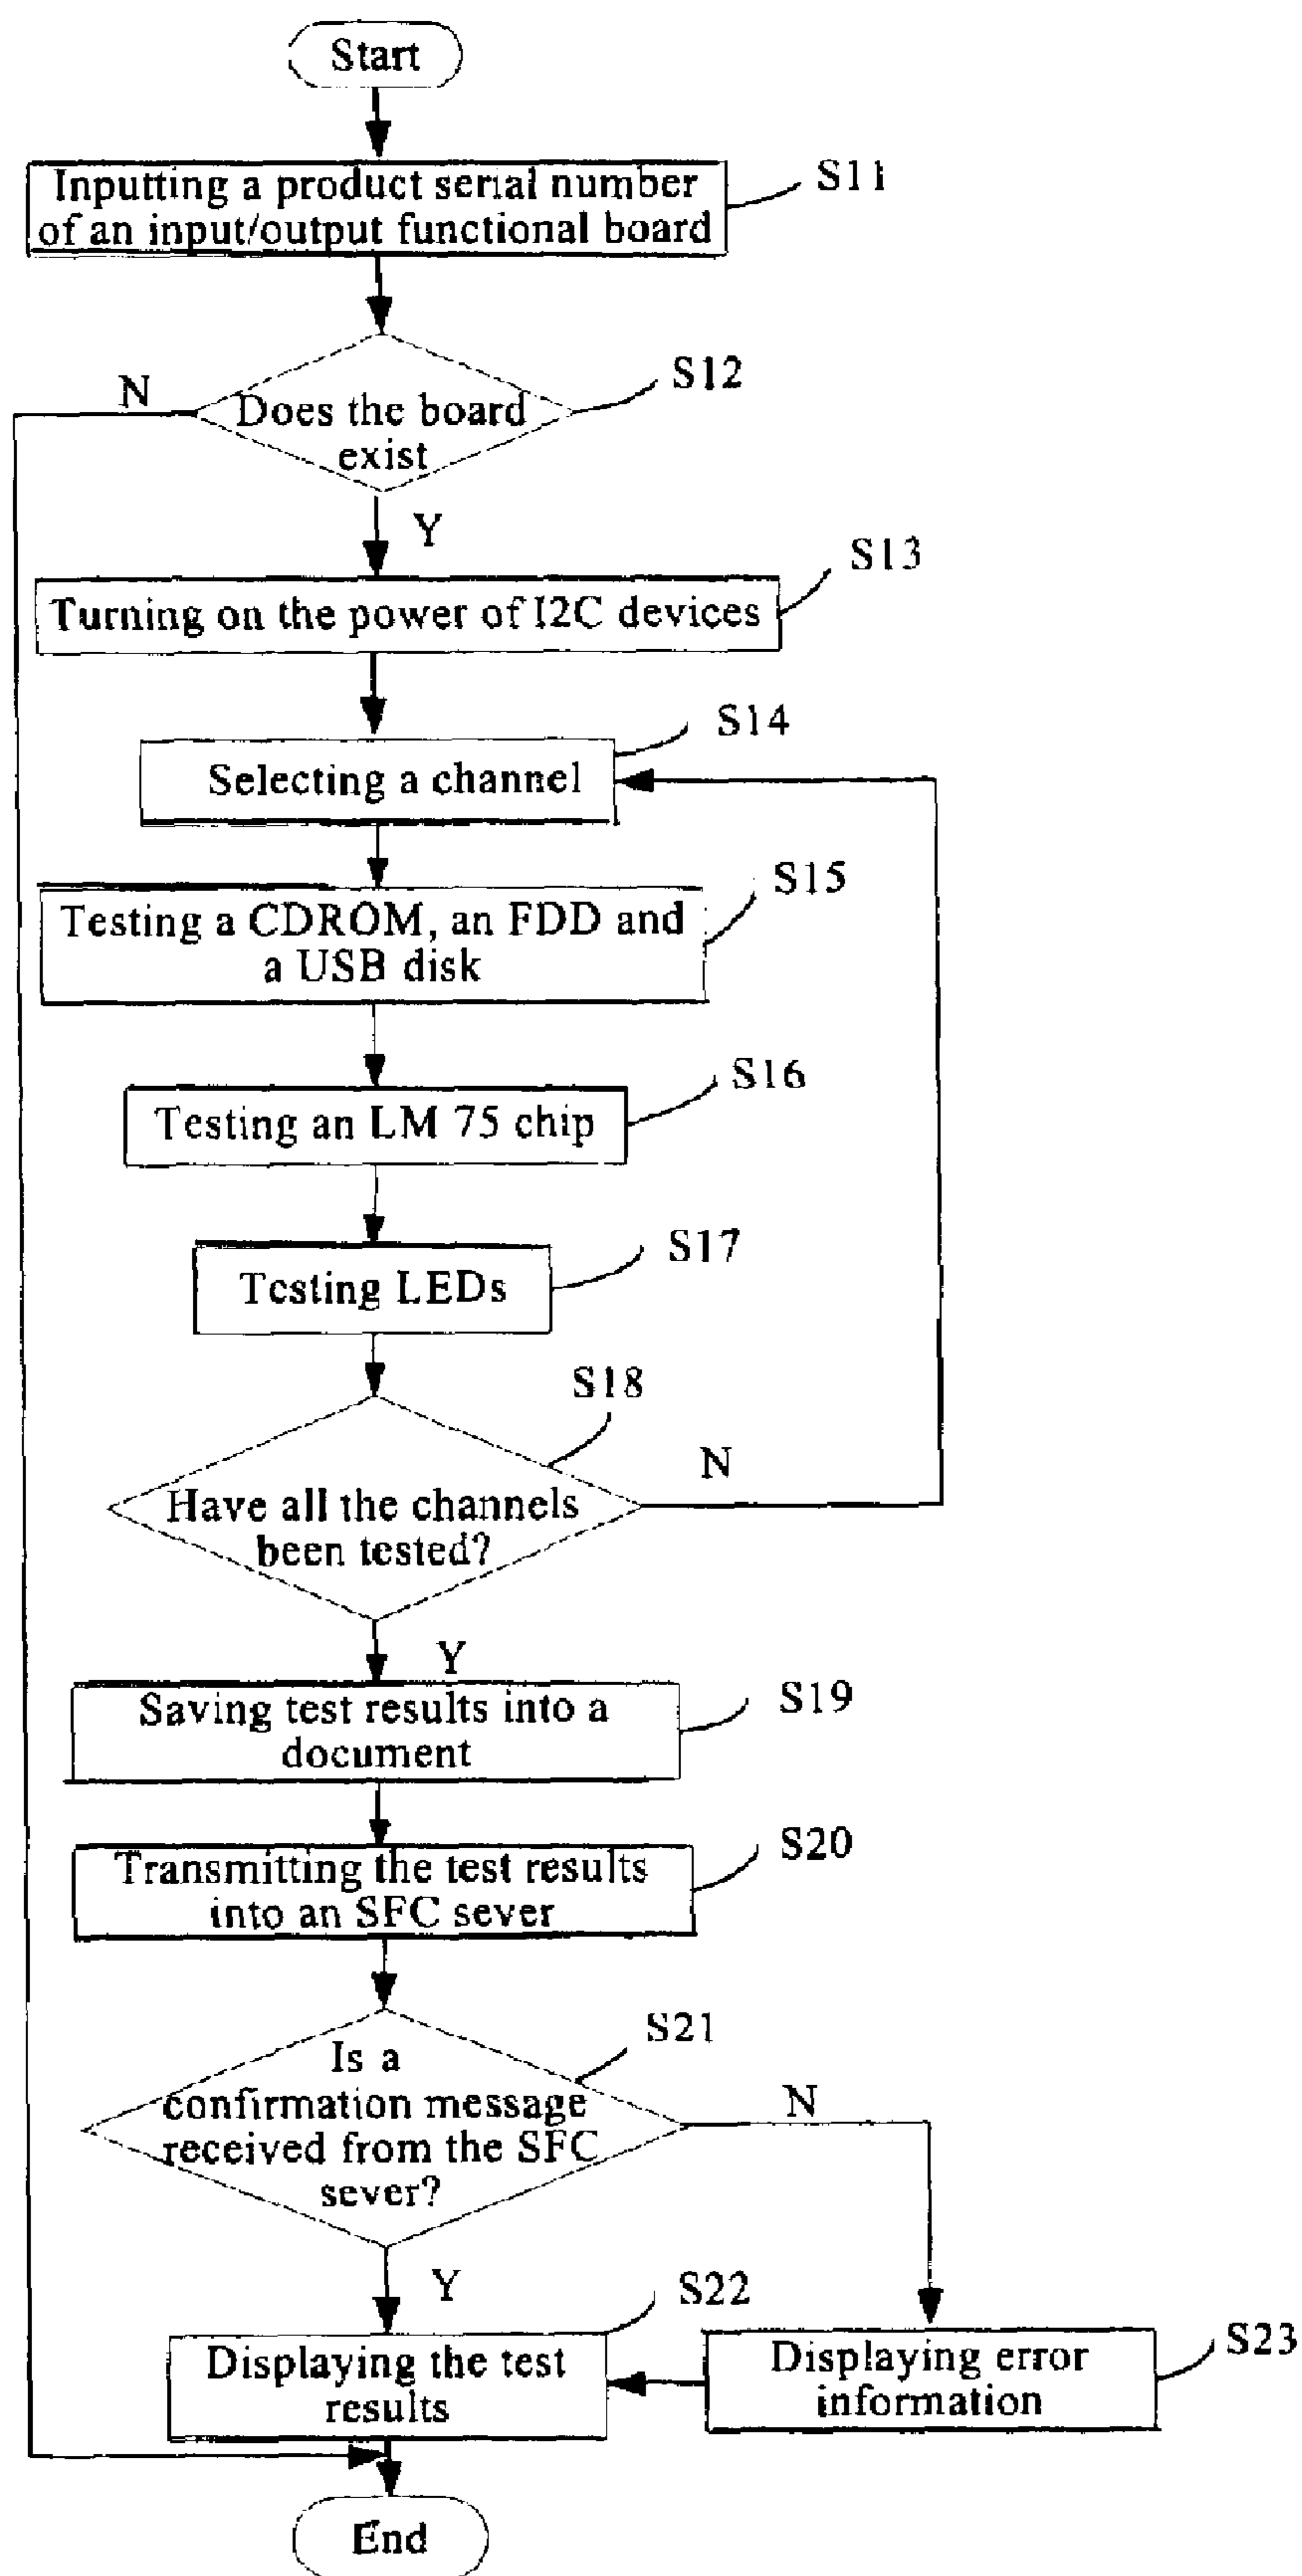 Start
Inputting a product serial number
of an input/output functional board
S11
N
S12
Does the board
exist
Y
S13
Turning on the power of I2C devices
S14
Selecting a channel
S15
Testing a CDROM, an FDD and
a USB disk
S16
Testing an LM 75 chip
S17
Testing LEDs
S18
N
Have all the channels
been tested?
Y
Saving test results into a
document
S19
Transmitting the test results
into an SFC sever
S20
S21
Is a
confirmation message
received from the SFC
sever?
N
Y
S22
Displaying the test
results
Displaying error
information
S23
End